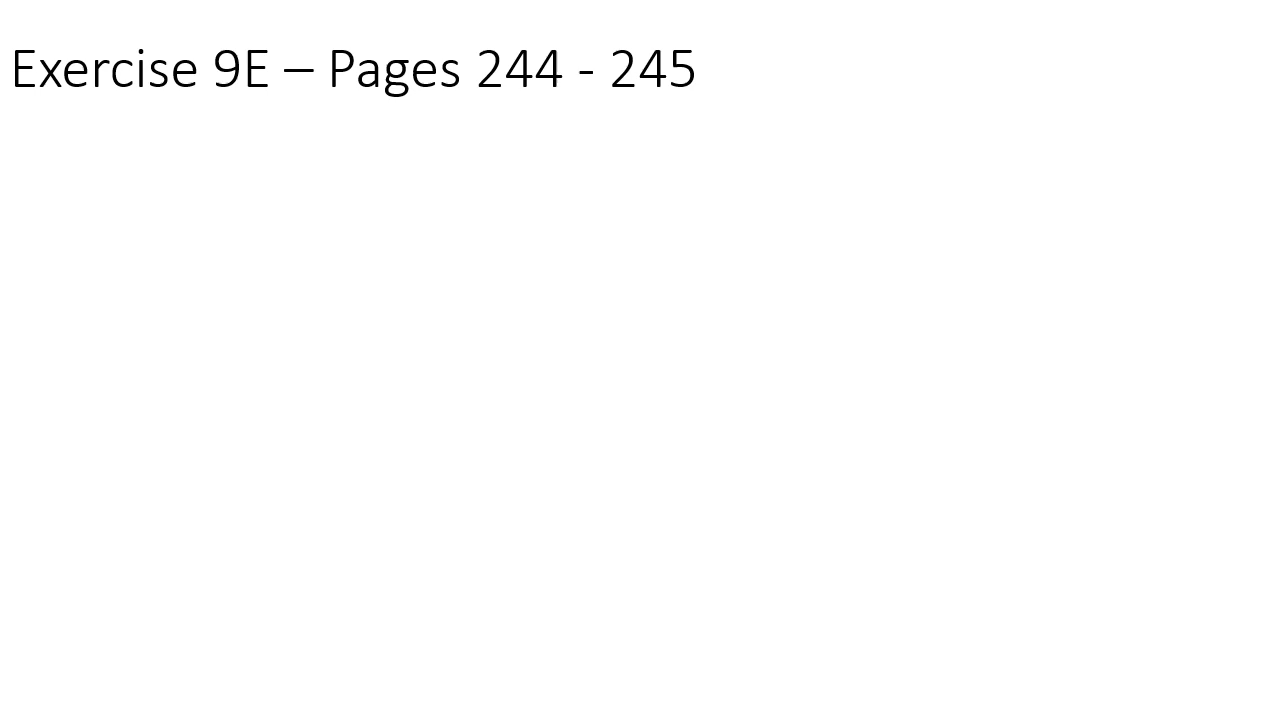 Exercise 9E – Pages 244 - 245